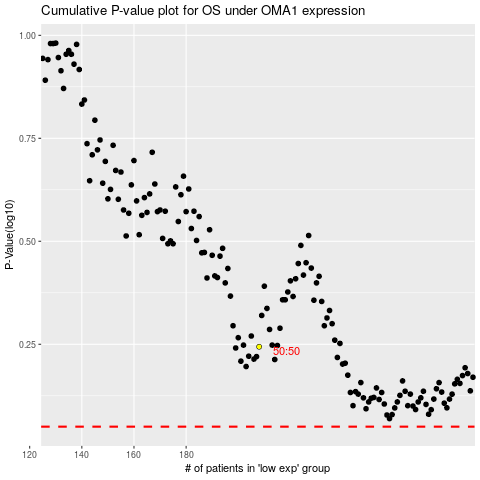 Cumulative P-value plot for OS under OMA1 expression
P-Value(log10)
1.00
0.75
0.50
0.25
50:50
120 140 160 180
# of patients in 'low exp' group